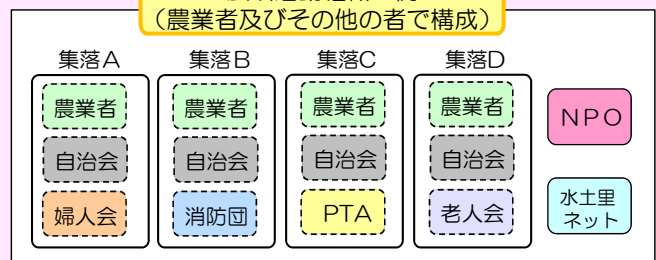 （農業者及びその他の者で構成）
集落A
集落B
集落C
集落D
農業者
自治会
婦人会
農業者
自治会
消防団
農業者
自治会
PTA
農業者
自治会
老人会
NPO
水土里
ネット